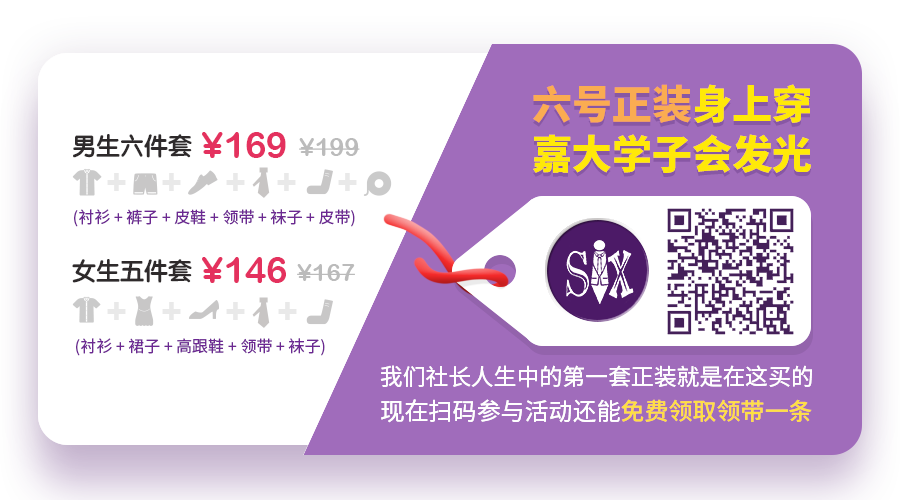 男生六件套 ¥169 ¥199
(衬衫 + 裤子 + 皮鞋 + 领带 + 袜子 + 皮带)
女生五件套 ¥146 ¥167
(衬衫 + 裙子 + 高跟鞋 + 领带 + 袜子)
六号正装身上穿
嘉大学子会发光
SIX
我们社长人生中的第一套正装就是在这买的
现在扫码参与活动还能免费领取领带一条